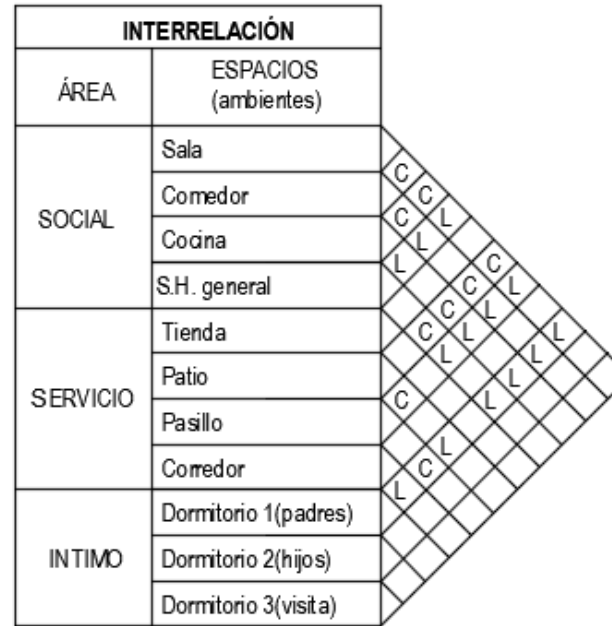 INTERRELACIÓN
ÁREA
ESPACIOS
(ambientes)
SOCIAL
Sala
Comedor
Cocina
S.H. general
SERVICIO
Tienda
Patio
Pasillo
Corredor
INTIMO
Dormitorio 1(padres)
Dormitorio 2(hijos)
Dormitorio 3(visita)
C
C
C L
L
L C
C L
C L
C L L
L L
L
C L
L
C
L